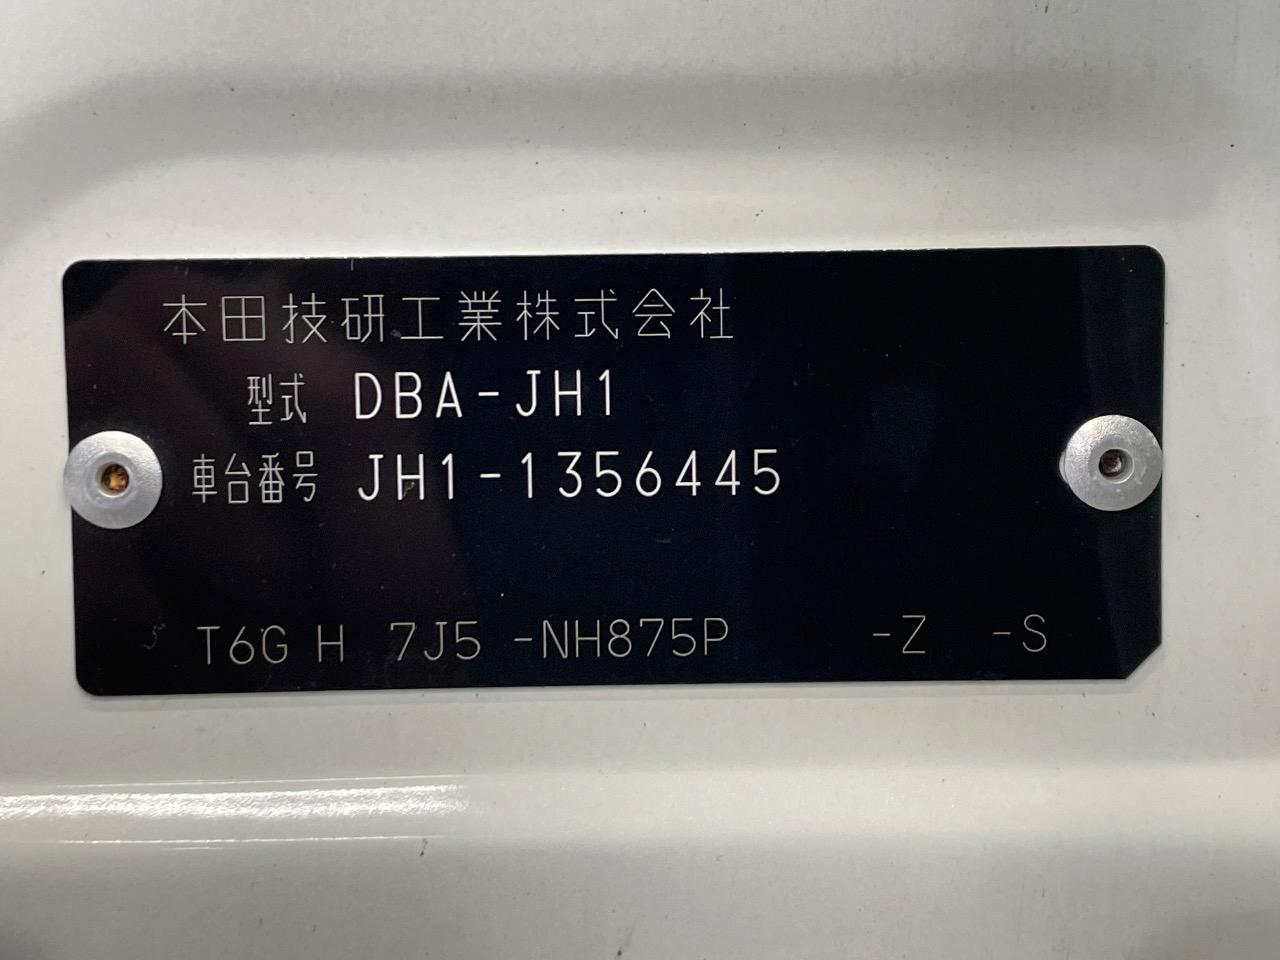 本田技研工業株式会社
型式 DBA-JH1
車台番号 JH1-1356445
T6G H 7J5 -NH875P -Z -S